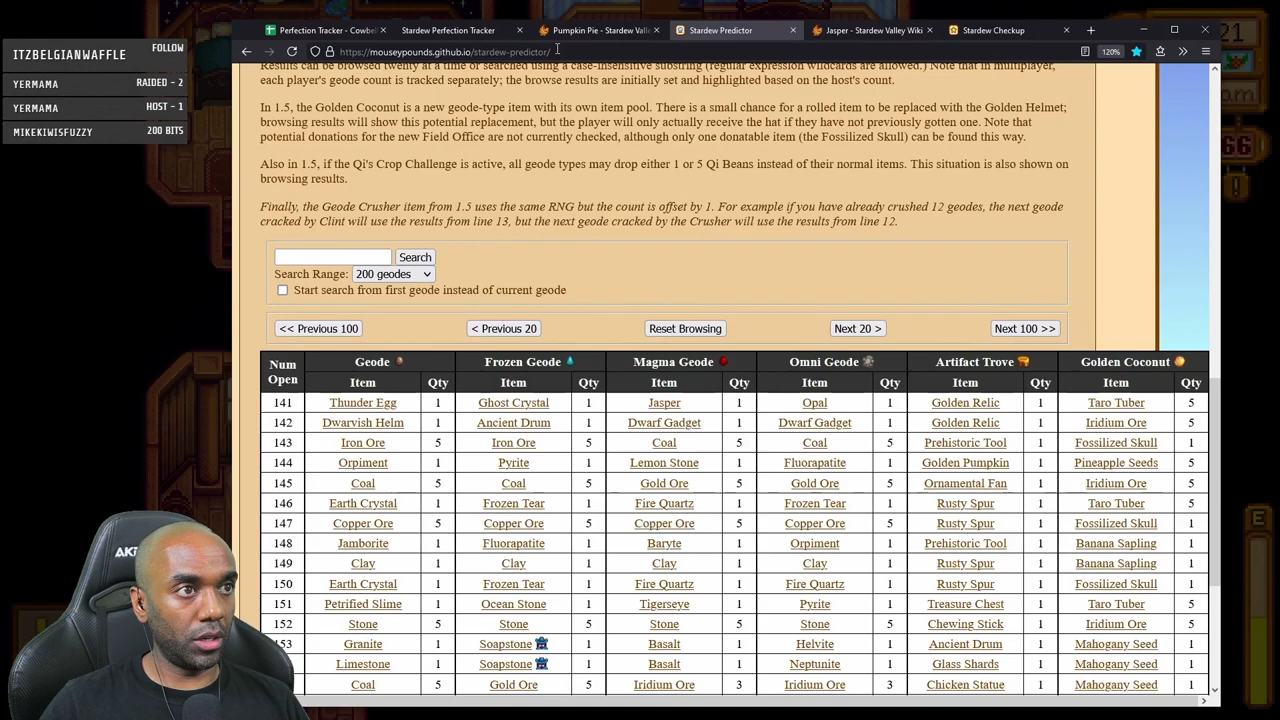 ITZBELGIANWAFFLE FOLLOW
YERMAMA RAIDED - 2
YERMAMA HOST - 1
MIKEKIWISFUZZY 200 BITS
Perfection Tracker - Cowbel
Stardew Perfection Tracker
Pumpkin Pie - Stardew Vall
Stardew Predictor
Jasper - Stardew Valley Wiki
Stardew Checkup
https://mouseypounds.github.io/stardew-predictor/
120%
Results can be browsed twenty at a time or searched using a case-insensitive substring (regular expression wildcards are allowed.) Note that in multiplayer,
each player's geode count is tracked separately; the browse results are initially set and highlighted based on the host's count.
In 1.5, the Golden Coconut is a new geode-type item with its own item pool. There is a small chance for a rolled item to be replaced with the Golden Helmet;
browsing results will show this potential replacement, but the player will only actually receive the hat if they have not previously gotten one. Note that
potential donations for the new Field Office are not currently checked, although only one donatable item (the Fossilized Skull) can be found this way.
Also in 1.5, if the Qi's Crop Challenge is active, all geode types may drop either 1 or 5 Qi Beans instead of their normal items. This situation is also shown on
browsing results.
Finally, the Geode Crusher item from 1.5 uses the same RNG but the count is offset by 1. For example if you have already crushed 12 geodes, the next geode
cracked by Clint will use the results from line 13, but the next geode cracked by the Crusher will use the results from line 12.
Search
Search Range: 200 geodes
Start search from first geode instead of current geode
<< Previous 100 < Previous 20 Reset Browsing Next 20 > Next 100 >>
Num Open Geode Frozen Geode Magma Geode Omni Geode Artifact Trove Golden Coconut
Item Qty Item Qty Item Qty Item Qty Item Qty Item Qty
141 Thunder Egg 1 Ghost Crystal 1 Jasper 1 Opal 1 Golden Relic 1 Taro Tuber 5
142 Dwarvish Helm 1 Ancient Drum 1 Dwarf Gadget 1 Dwarf Gadget 1 Golden Relic 1 Iridium Ore 5
143 Iron Ore 5 Iron Ore 5 Coal 5 Coal 5 Prehistoric Tool 1 Fossilized Skull 1
144 Orpiment 1 Pyrite 1 Lemon Stone 1 Fluorapatite 1 Golden Pumpkin 1 Pineapple Seeds 5
145 Coal 5 Coal 5 Gold Ore 5 Gold Ore 5 Ornamental Fan 1 Iridium Ore 5
146 Earth Crystal 1 Frozen Tear 1 Fire Quartz 1 Frozen Tear 1 Rusty Spur 1 Taro Tuber 5
147 Copper Ore 5 Copper Ore 5 Copper Ore 5 Copper Ore 5 Rusty Spur 1 Fossilized Skull 1
148 Jamborite 1 Fluorapatite 1 Baryte 1 Orpiment 1 Prehistoric Tool 1 Banana Sapling 1
149 Clay 1 Clay 1 Clay 1 Clay 1 Rusty Spur 1 Banana Sapling 1
150 Earth Crystal 1 Frozen Tear 1 Fire Quartz 1 Fire Quartz 1 Rusty Spur 1 Fossilized Skull 1
151 Petrified Slime 1 Ocean Stone 1 Tigerseye 1 Pyrite 1 Treasure Chest 1 Taro Tuber 5
152 Stone 5 Stone 5 Stone 5 Stone 5 Chewing Stick 1 Iridium Ore 5
153 Granite 1 Soapstone 1 Basalt 1 Helvite 1 Ancient Drum 1 Mahogany Seed 1
Limestone 1 Soapstone 1 Basalt 1 Neptunite 1 Glass Shards 1 Mahogany Seed 1
Coal 5 Gold Ore 5 Iridium Ore 3 Iridium Ore 3 Chicken Statue 1 Mahogany Seed 1
E